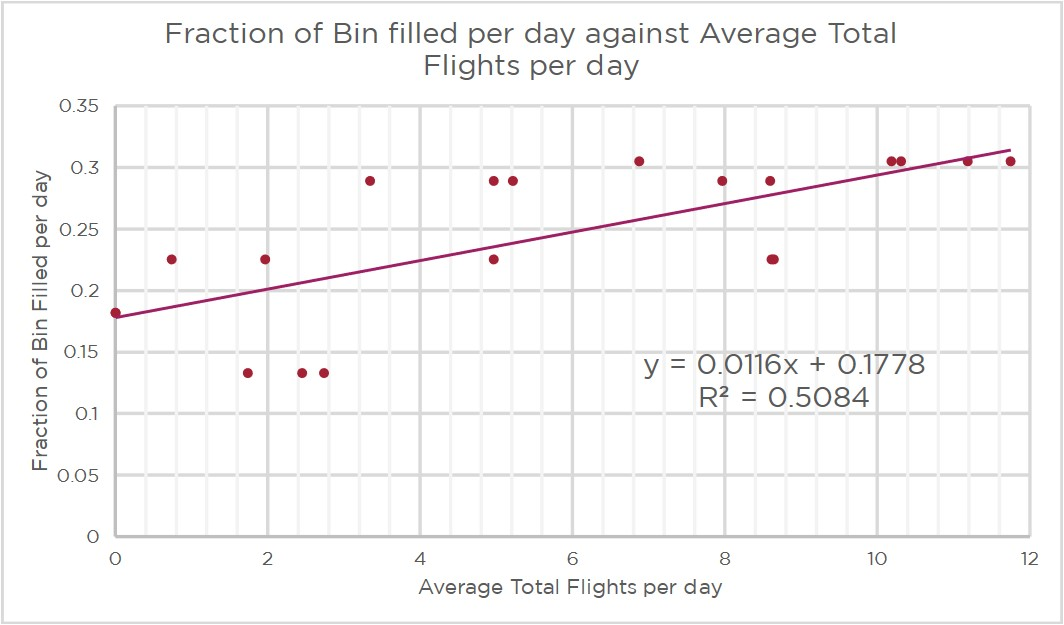 Fraction of Bin filled per day against Average Total
Flights per day
Fraction of Bin Filled per day
0.35
0.3
0.25
0.2
0.15
0.1
0.05
0
y = 0.0116x + 0.1778
R² = 0.5084
0 2 4 6 8 10 12
Average Total Flights per day